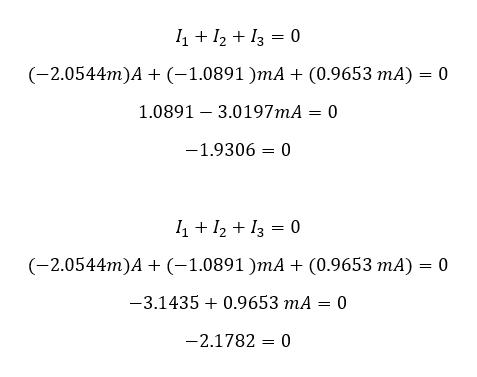 I₁ + I₂ + I₃ = 0
(−2.0544m)A + (−1.0891 )mA + (0.9653 mA) = 0
1.0891 − 3.0197mA = 0
−1.9306 = 0
I₁ + I₂ + I₃ = 0
(−2.0544m)A + (−1.0891 )mA + (0.9653 mA) = 0
−3.1435 + 0.9653 mA = 0
−2.1782 = 0